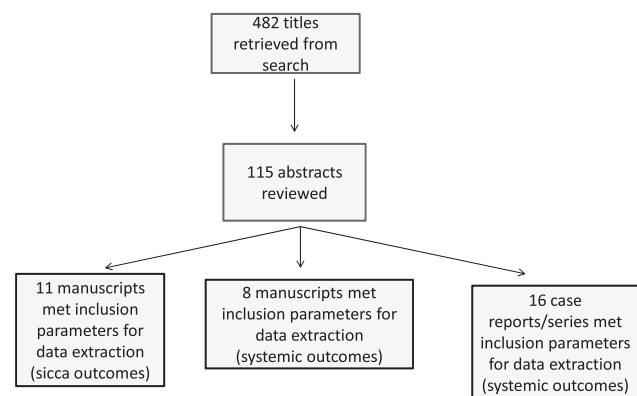 482 titles
retrieved from
search
115 abstracts
reviewed
11 manuscripts
met inclusion
parameters for
data extraction
(sicca outcomes)
8 manuscripts met
inclusion parameters for
data extraction
(systemic outcomes)
16 case
reports/series met
inclusion parameters
for data extraction
(systemic outcomes)